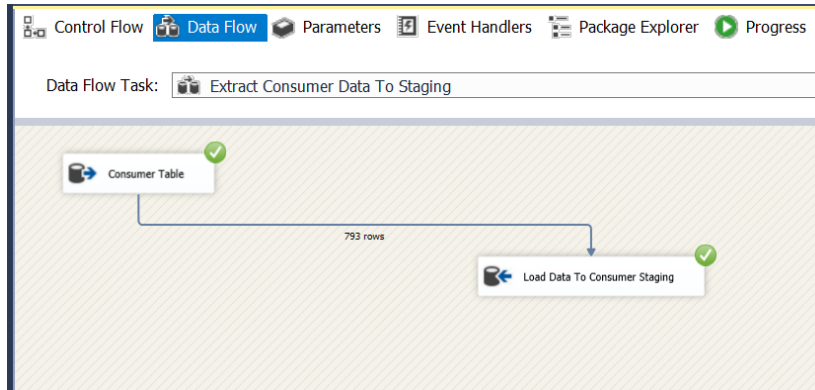 Control Flow Data Flow Parameters Event Handlers Package Explorer Progress
Data Flow Task: Extract Consumer Data To Staging
Consumer Table
793 rows
Load Data To Consumer Staging